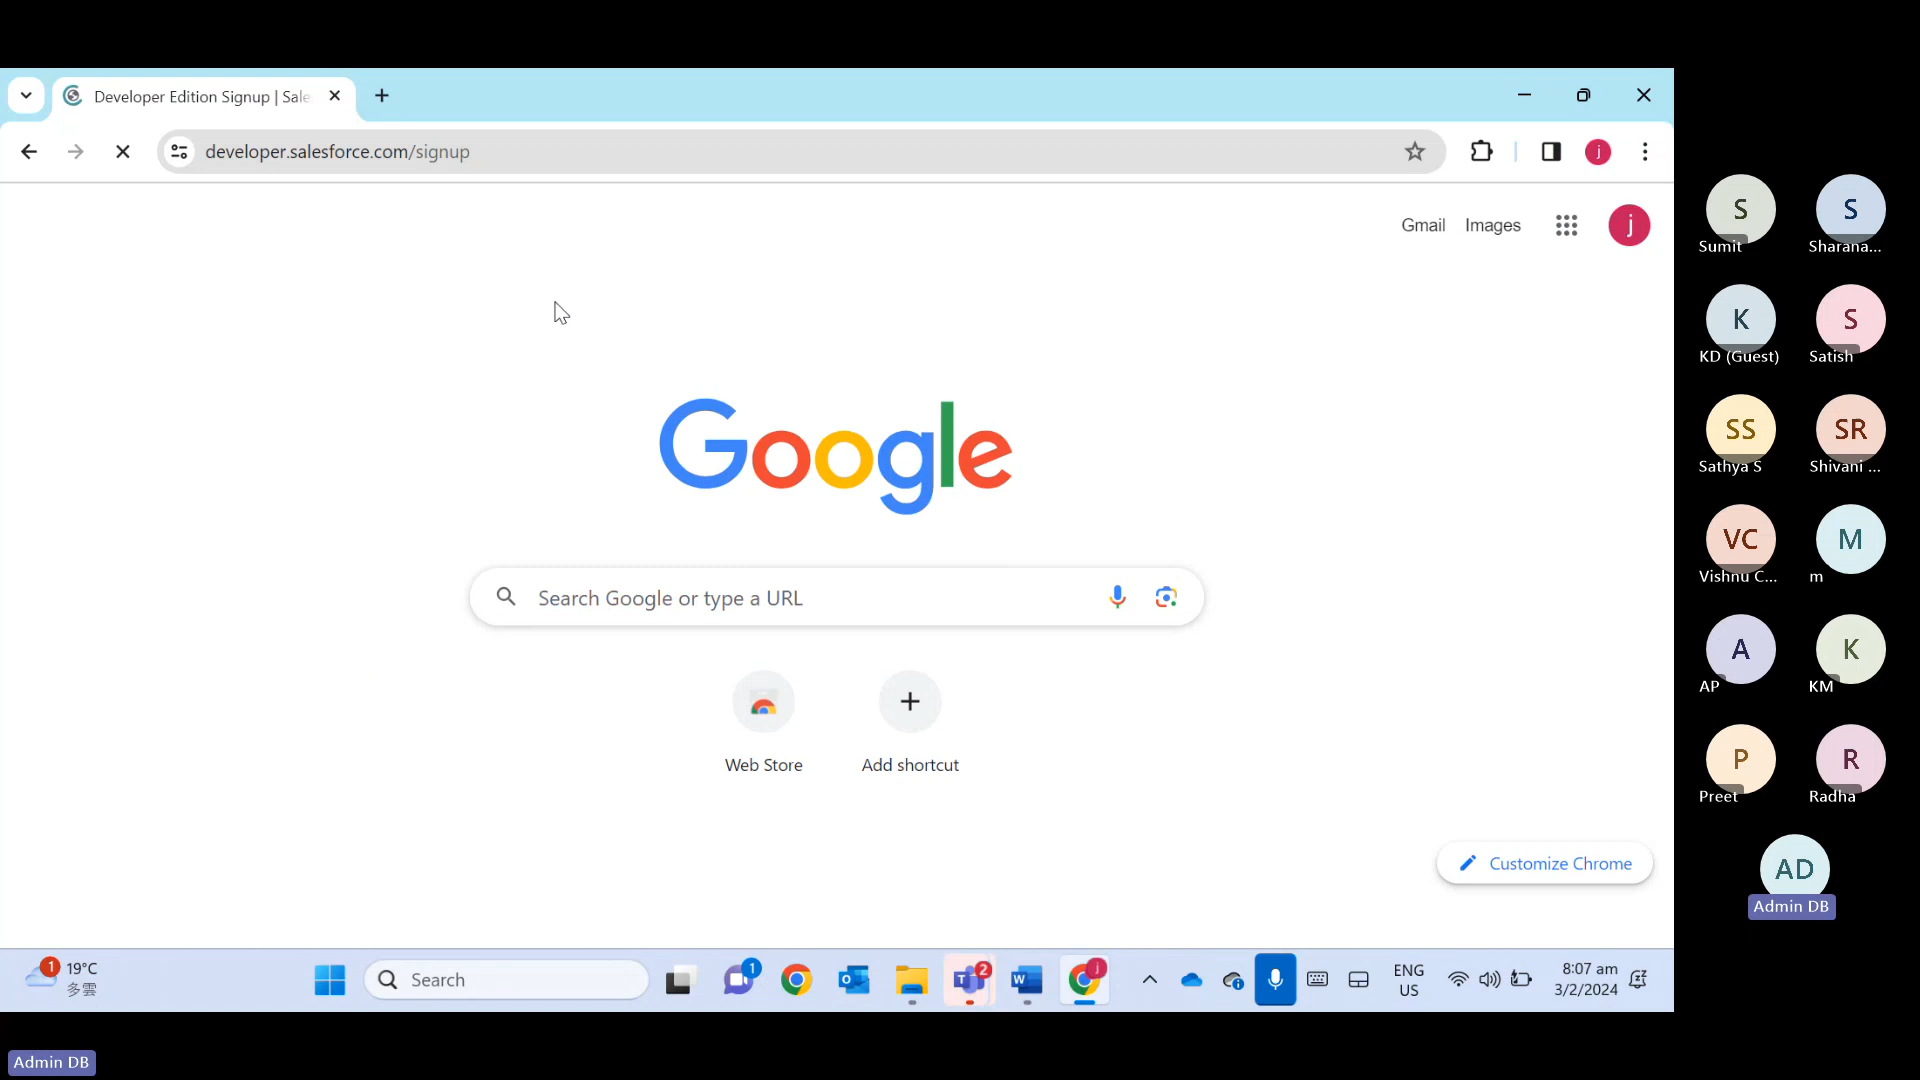 Developer Edition Signup | Sale
developer.salesforce.com/signup
j
Gmail
Images
j
Google
Search Google or type a URL
Web Store
Add shortcut
Customize Chrome
S
Sumit
S
Sharana...
K
KD (Guest)
S
Satish
SS
Sathya S
SR
Shivani ...
VC
Vishnu C...
M
m
A
AP
K
KM
P
Preet
R
Radha
AD
Admin DB
1
19°C
多雲
Search
1
2
j
ENG
US
8:07 am
3/2/2024
Admin DB